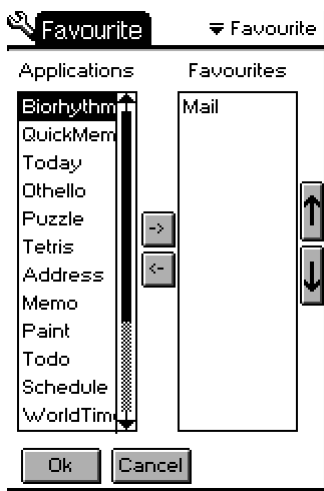 Favourite
Favourite
Applications
Favourites
Biorhythm
QuickMem
Today
Othello
Puzzle
Tetris
Address
Memo
Paint
Todo
Schedule
WorldTim
Mail
->
<-
Ok
Cancel